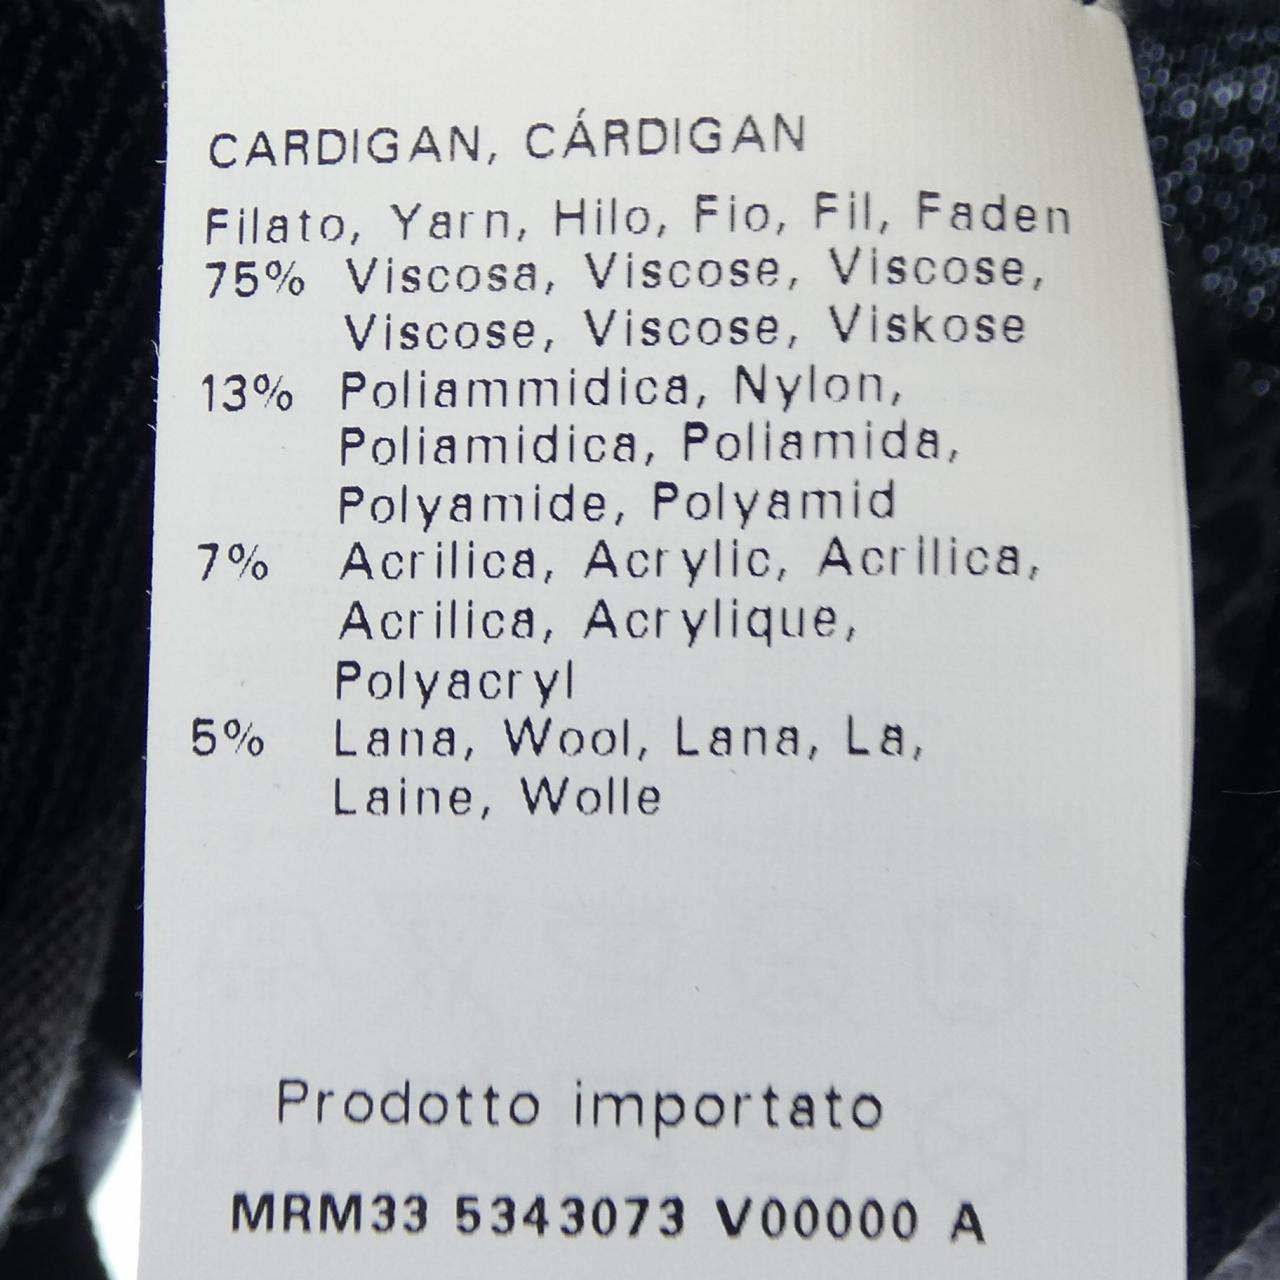 CARDIGAN, CÁRDIGAN
Filato, Yarn, Hilo, Fio, Fil, Faden
75% Viscosa, Viscose, Viscose,
Viscose, Viscose, Viskose
13% Poliammidica, Nylon,
Poliamidica, Poliamida,
Polyamide, Polyamid
7% Acrilica, Acrylic, Acrilica,
Acrilica, Acrylique,
Polyacryl
5% Lana, Wool, Lana, La,
Laine, Wolle
Prodotto importato
MRM33 5343073 V00000 A